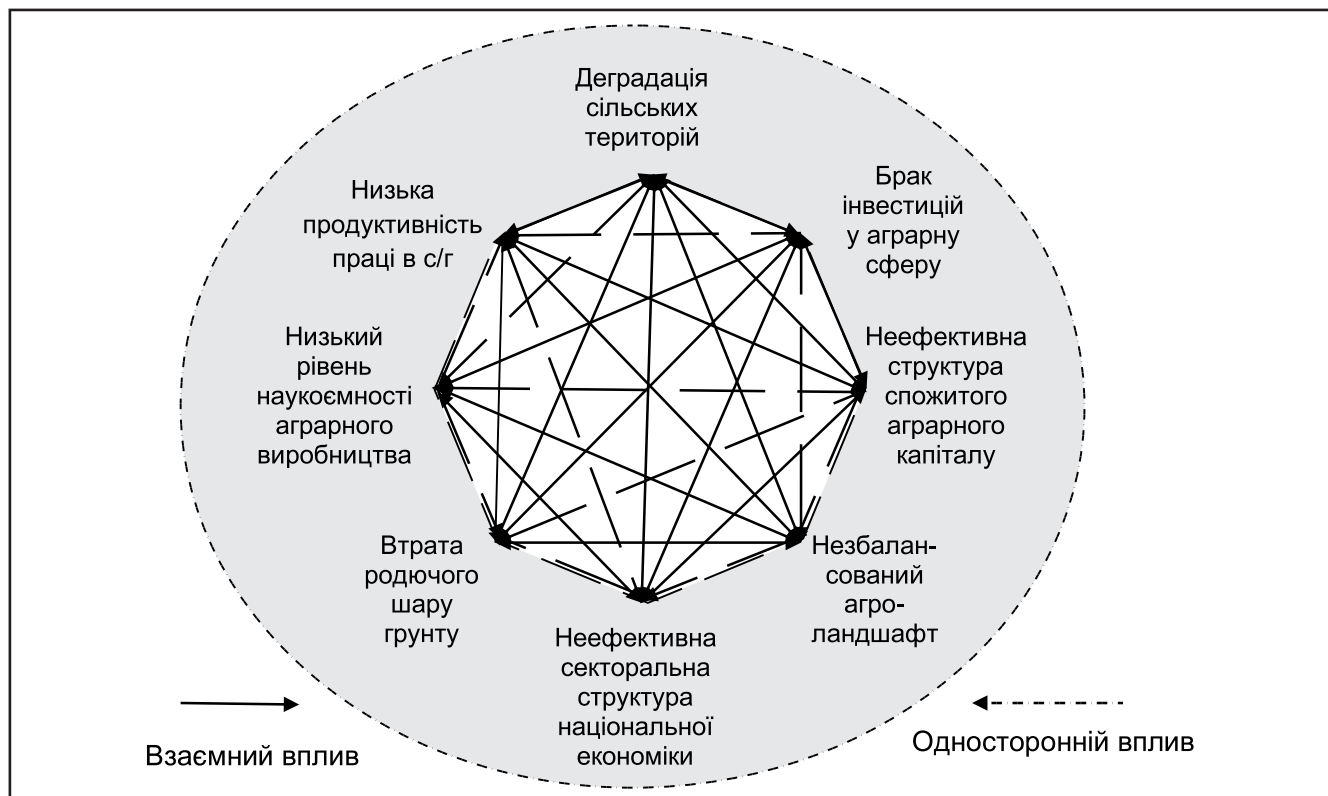 Деградація
сільських
територій
Низька
продуктивність
праці в с/г
Брак
інвестицій
у аграрну
сферу
Низький
рівень
наукоємності
аграрного
виробництва
Неефективна
структура
спожитого
аграрного
капіталу
Втрата
родючого
шару
грунту
Неефективна
секторальна
структура
національної
економіки
Незбалан-
сований
агро-
ландшафт
Взаємний вплив
Односторонній вплив